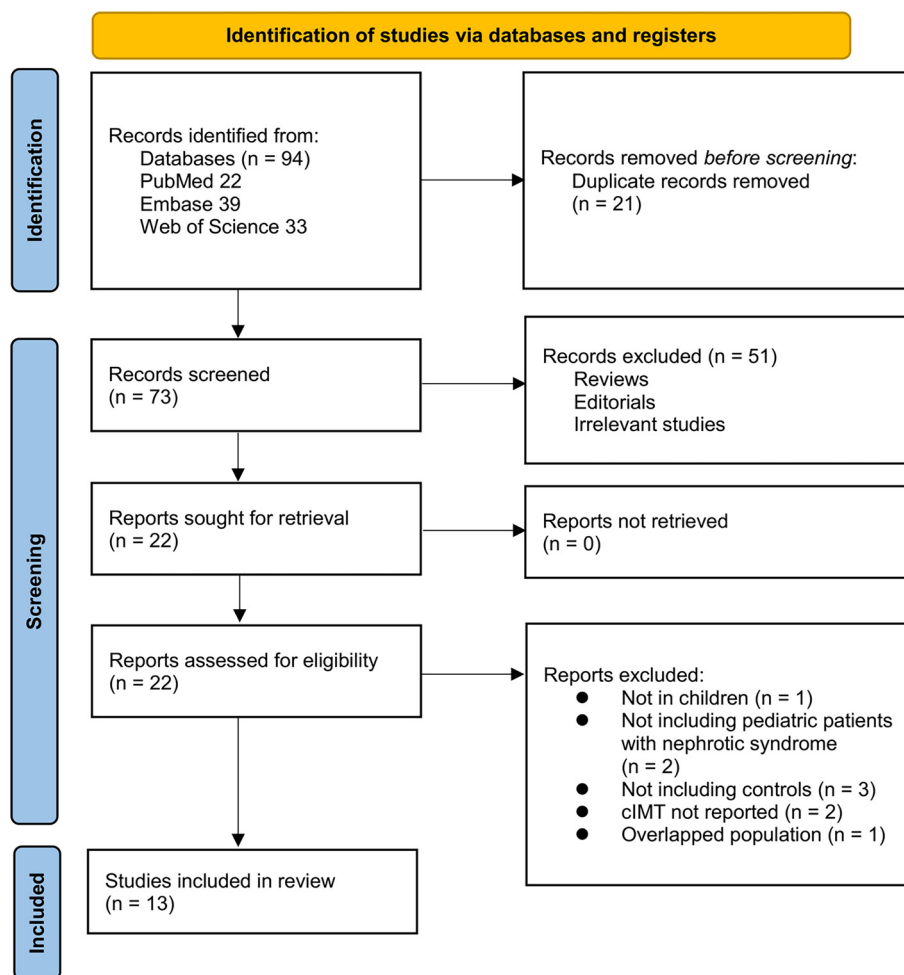 Identification of studies via databases and registers
Identification
Records identified from:
Databases (n = 94)
PubMed 22
Embase 39
Web of Science 33
Records removed before screening:
Duplicate records removed
(n = 21)
Screening
Records screened
(n = 73)
Records excluded (n = 51)
Reviews
Editorials
Irrelevant studies
Reports sought for retrieval
(n = 22)
Reports not retrieved
(n = 0)
Reports assessed for eligibility
(n = 22)
Reports excluded:
● Not in children (n = 1)
● Not including pediatric patients
with nephrotic syndrome
(n = 2)
● Not including controls (n = 3)
● cIMT not reported (n = 2)
● Overlapped population (n = 1)
Included
Studies included in review
(n = 13)